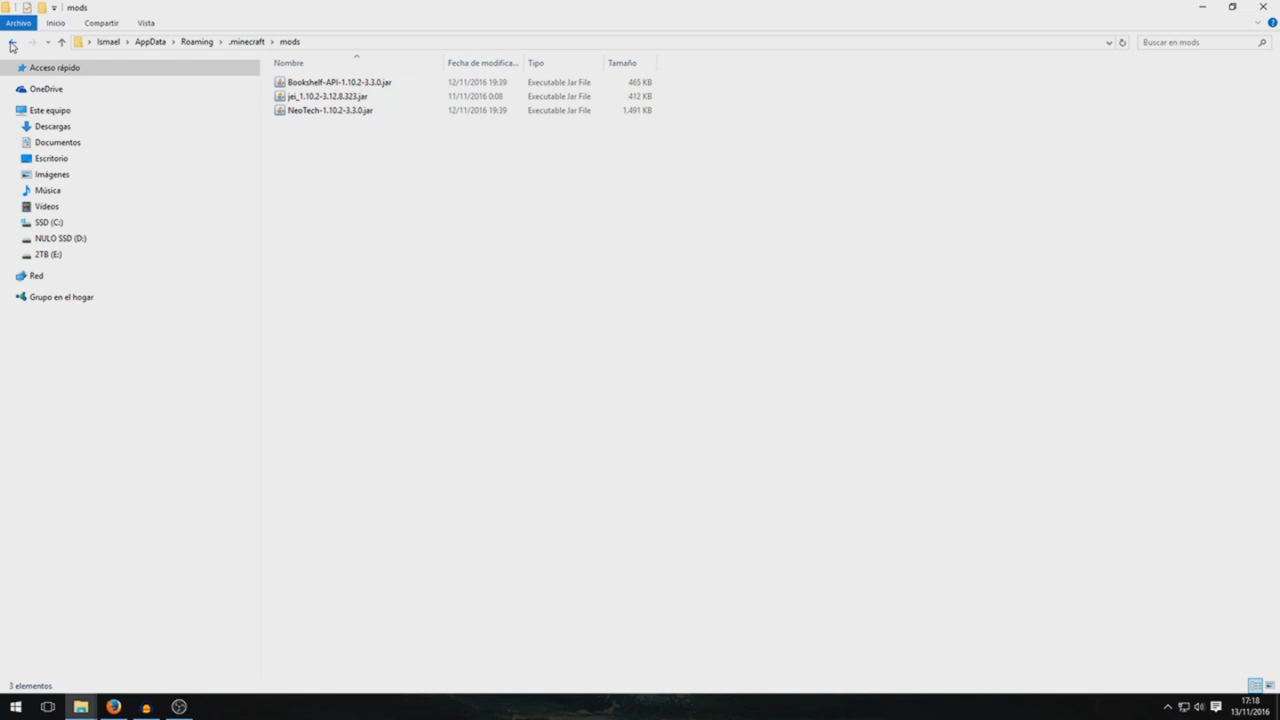 mods
Archivo Inicio Compartir Vista
Ismael AppData Roaming .minecraft mods Buscar en mods
Nombre Fecha de modifica... Tipo Tamaño
Acceso rápido
OneDrive
Este equipo
Descargas
Documentos
Escritorio
Imágenes
Música
Vídeos
SSD (C:)
NULO SSD (D:)
2TB (E:)
Red
Grupo en el hogar
Bookshelf-API-1.10.2-3.3.0.jar 12/11/2016 19:39 Executable Jar File 465 KB
jei_1.10.2-3.12.8.323.jar 11/11/2016 0:08 Executable Jar File 412 KB
NeoTech-1.10.2-3.3.0.jar 12/11/2016 19:39 Executable Jar File 1.491 KB
3 elementos
17:18
13/11/2016